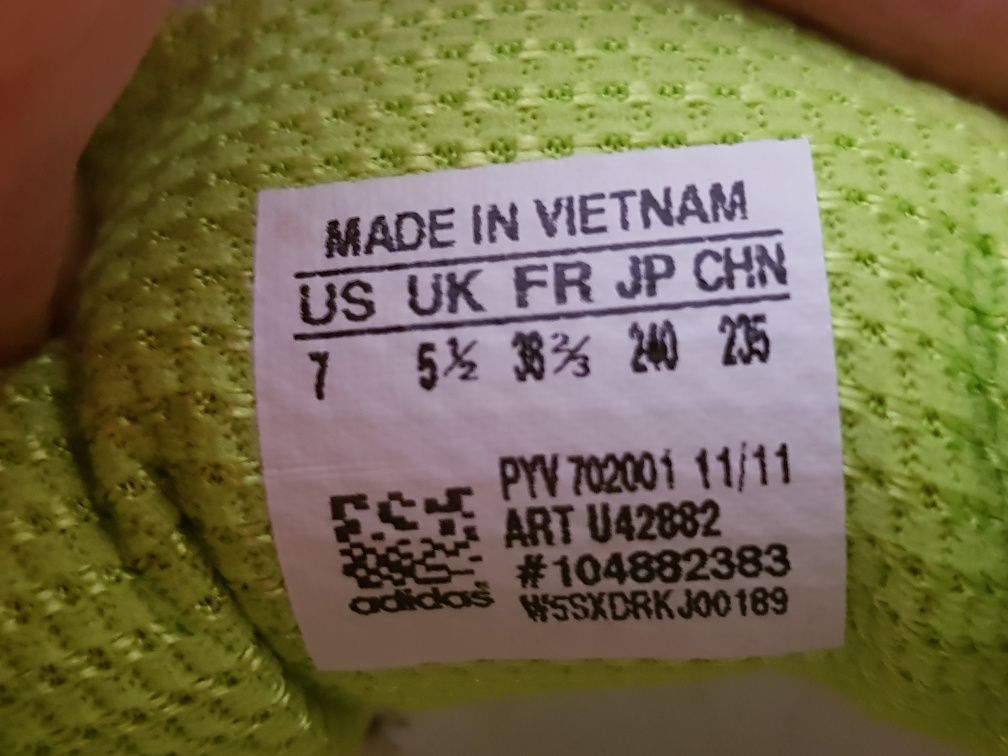 MADE IN VIETNAM
US UK FR JP CHN
7 5½ 38⅔ 240 235
PYV 702001 11/11
ART U42882
#104882383
adidas W5SXDRKJ00189